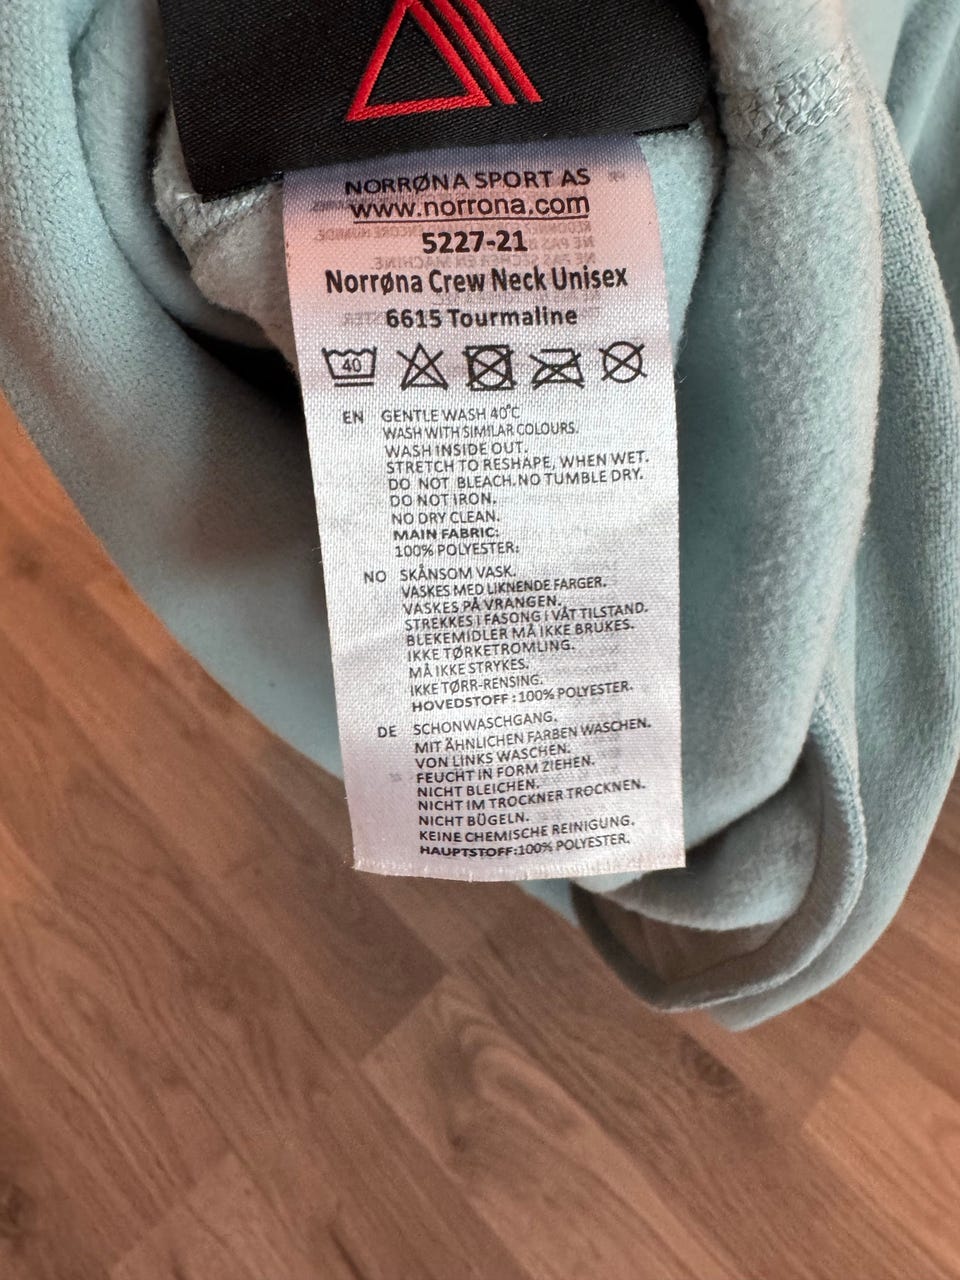 NORRØNA SPORT AS
www.norrona.com
5227-21
Norrøna Crew Neck Unisex
6615 Tourmaline
40
EN GENTLE WASH 40°C
WASH WITH SIMILAR COLOURS.
WASH INSIDE OUT.
STRETCH TO RESHAPE, WHEN WET.
DO NOT BLEACH.NO TUMBLE DRY.
DO NOT IRON.
NO DRY CLEAN.
MAIN FABRIC:
100% POLYESTER;
NO SKÅNSOM VASK.
VASKES MED LIKNENDE FARGER.
VASKES PÅ VRANGEN.
STREKKES I FASONG I VÅT TILSTAND.
BLEKEMIDLER MÅ IKKE BRUKES.
IKKE TØRKETROMLING.
MÅ IKKE STRYKES.
IKKE TØRR-RENSING.
HOVEDSTOFF :100% POLYESTER.
DE SCHONWASCHGANG.
MIT ÄHNLICHEN FARBEN WASCHEN.
VON LINKS WASCHEN.
FEUCHT IN FORM ZIEHEN.
NICHT BLEICHEN.
NICHT IM TROCKNER TROCKNEN.
NICHT BÜGELN.
KEINE CHEMISCHE REINIGUNG.
HAUPTSTOFF:100% POLYESTER.